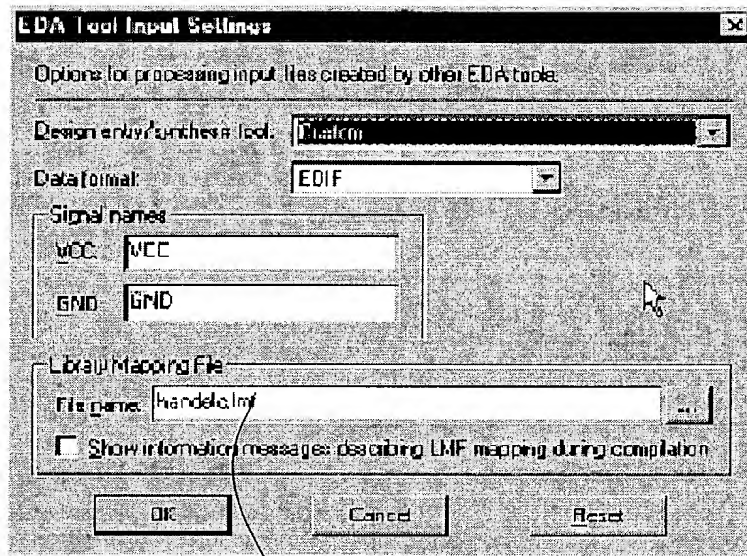 EDA Tool Input Settings
Options for processing input files created by other EDA tools.
Design entry/synthesis tool: Custom
Data format: EDIF
Signal names
VCC: VCC
GND: GND
Library Mapping File
File name: handelc.lmf ...
Show information messages describing LMF mapping during compilation
OK Cancel Reset